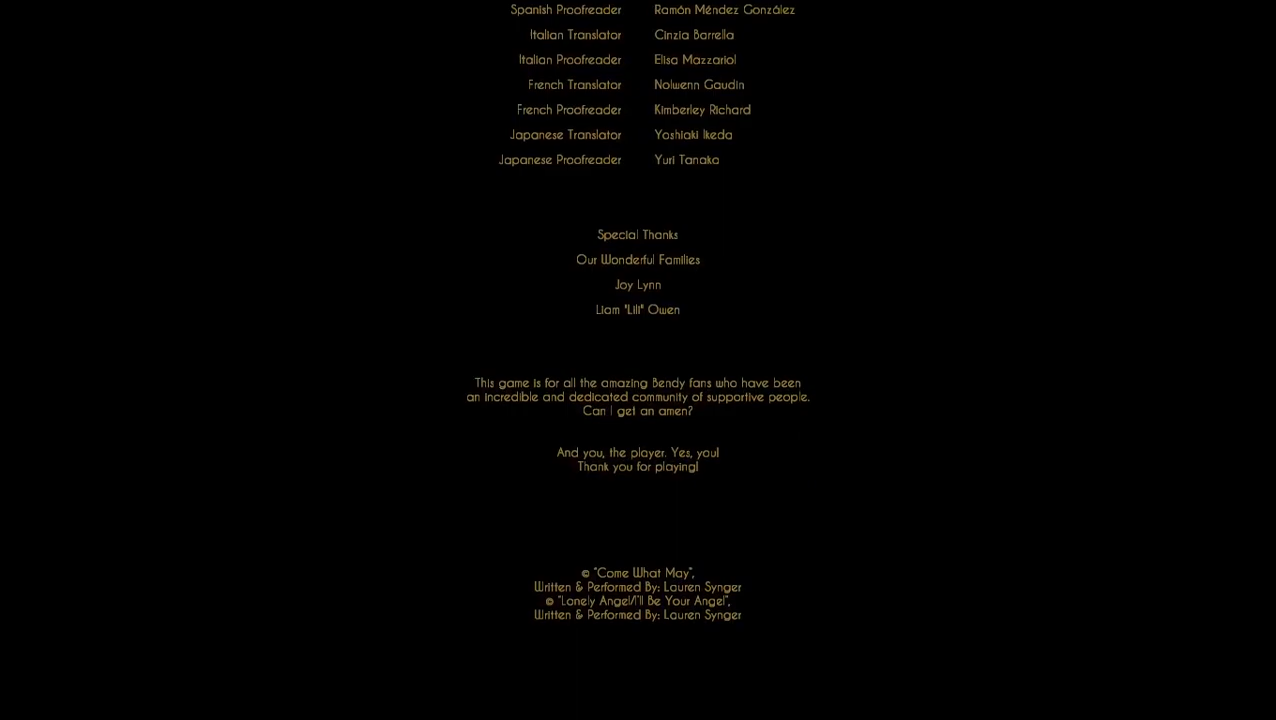 Spanish Proofreader Ramón Méndez González
Italian Translator Cinzia Barrella
Italian Proofreader Elisa Mazzariol
French Translator Nolwenn Gaudin
French Proofreader Kimberley Richard
Japanese Translator Yoshiaki Ikeda
Japanese Proofreader Yuri Tanaka
Special Thanks
Our Wonderful Families
Joy Lynn
Liam "Lili" Owen
This game is for all the amazing Bendy fans who have been
an incredible and dedicated community of supportive people.
Can I get an amen?
And you, the player. Yes, you!
Thank you for playing!
© "Come What May",
Written & Performed By: Lauren Synger
© "Lonely Angel/I'll Be Your Angel",
Written & Performed By: Lauren Synger